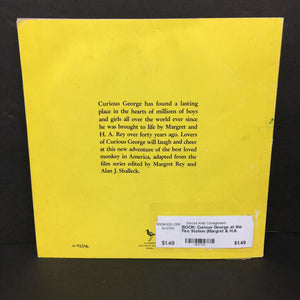 Curious George has found a lasting
place in the hearts of millions of boys
and girls all over the world ever since
he was brought to life by Margret and
H. A. Rey over forty years ago. Lovers
of Curious George will laugh and cheer
at this new adventure of the best loved
monkey in America, adapted from the
film series edited by Margret Rey and
Alan J. Shalleck.
Encore Kids Consignment
BOOK: Curious George at the
Fire Station (Margret & H.A.
$1.49
$1.49